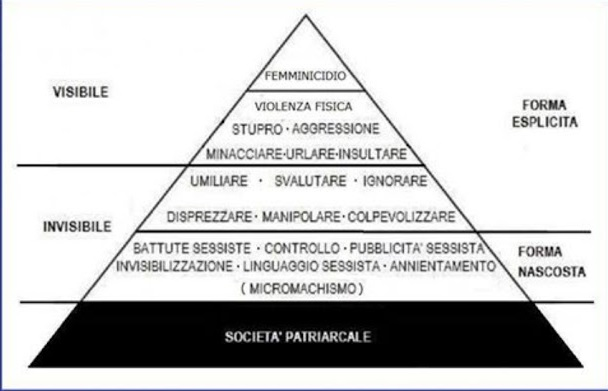 FEMMINICIDIO
VISIBILE
VIOLENZA FISICA
FORMA
ESPLICITA
STUPRO · AGGRESSIONE
MINACCIARE·URLARE·INSULTARE
UMILIARE · SVALUTARE · IGNORARE
DISPREZZARE · MANIPOLARE · COLPEVOLIZZARE
INVISIBILE
BATTUTE SESSISTE · CONTROLLO · PUBBLICITA' SESSISTA
INVISIBILIZZAZIONE · LINGUAGGIO SESSISTA · ANNIENTAMENTO
(MICROMACHISMO)
FORMA
NASCOSTA
SOCIETA' PATRIARCALE